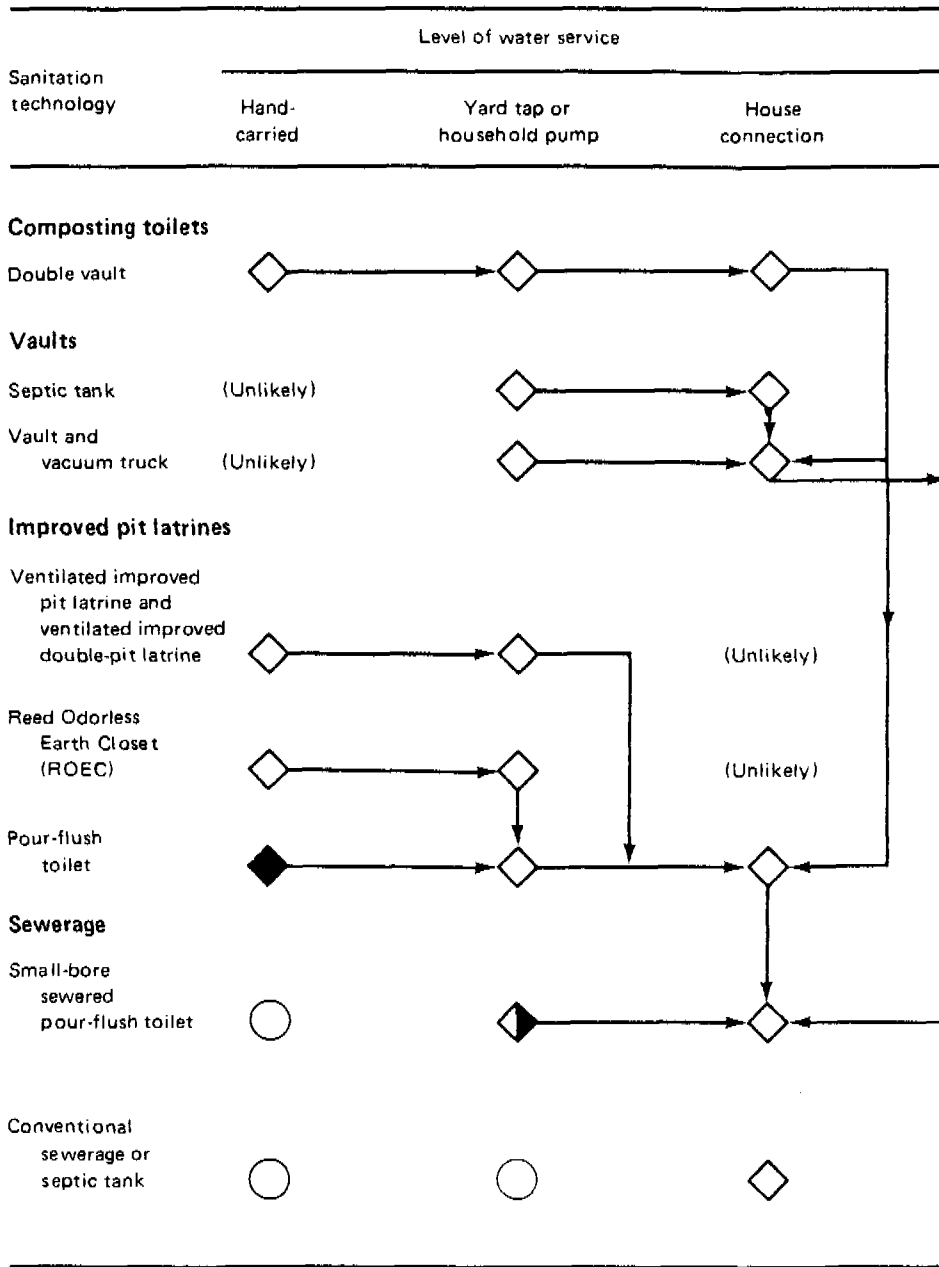 Level of water service
Sanitation
technology
Hand-
carried
Yard tap or
household pump
House
connection
Composting toilets
Double vault
Vaults
Septic tank
(Unlikely)
Vault and
vacuum truck
(Unlikely)
Improved pit latrines
Ventilated improved
pit latrine and
ventilated improved
double-pit latrine
(Unlikely)
Reed Odorless
Earth Closet
(ROEC)
(Unlikely)
Pour-flush
toilet
Sewerage
Small-bore
sewered
pour-flush toilet
Conventional
sewerage or
septic tank